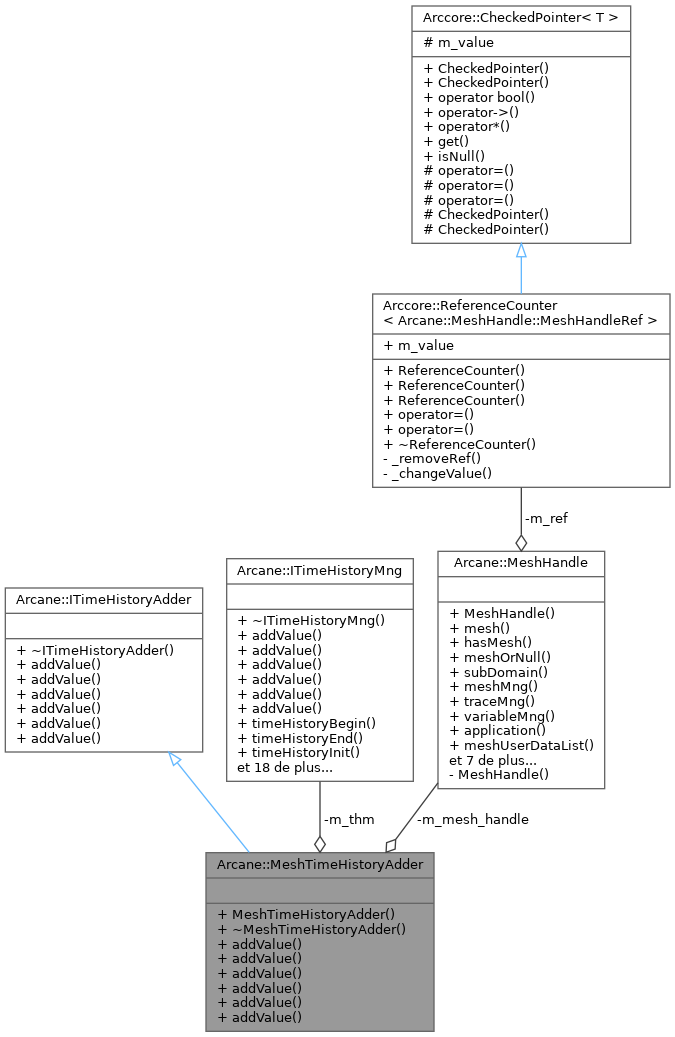 Arccore::CheckedPointer< T >
# m_value
+ CheckedPointer()
+ CheckedPointer()
+ operator bool()
+ operator->()
+ operator*()
+ get()
+ isNull()
# operator=()
# operator=()
# operator=()
# CheckedPointer()
# CheckedPointer()
Arccore::ReferenceCounter
< Arcane::MeshHandle::MeshHandleRef >
+ m_value
+ ReferenceCounter()
+ ReferenceCounter()
+ ReferenceCounter()
+ operator=()
+ operator=()
+ ~ReferenceCounter()
- _removeRef()
- _changeValue()
-m_ref
Arcane::ITimeHistoryAdder
+ ~ITimeHistoryAdder()
+ addValue()
+ addValue()
+ addValue()
+ addValue()
+ addValue()
+ addValue()
Arcane::ITimeHistoryMng
+ ~ITimeHistoryMng()
+ addValue()
+ addValue()
+ addValue()
+ addValue()
+ addValue()
+ addValue()
+ timeHistoryBegin()
+ timeHistoryEnd()
+ timeHistoryInit()
et 18 de plus...
Arcane::MeshHandle
+ MeshHandle()
+ mesh()
+ hasMesh()
+ meshOrNull()
+ subDomain()
+ meshMng()
+ traceMng()
+ variableMng()
+ application()
+ meshUserDataList()
et 7 de plus...
- MeshHandle()
-m_thm
-m_mesh_handle
Arcane::MeshTimeHistoryAdder
+ MeshTimeHistoryAdder()
+ ~MeshTimeHistoryAdder()
+ addValue()
+ addValue()
+ addValue()
+ addValue()
+ addValue()
+ addValue()